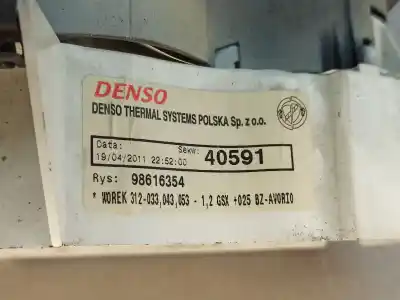 DENSO
DENSO THERMAL SYSTEMS POLSKA Sp. z o.o.
Data: Sekw:
19/04/2011 22:52:00 40591
Rys: 98616354
* WOREK 312-033,043,053 - 1,2 GSX +025 BZ-AVORIO